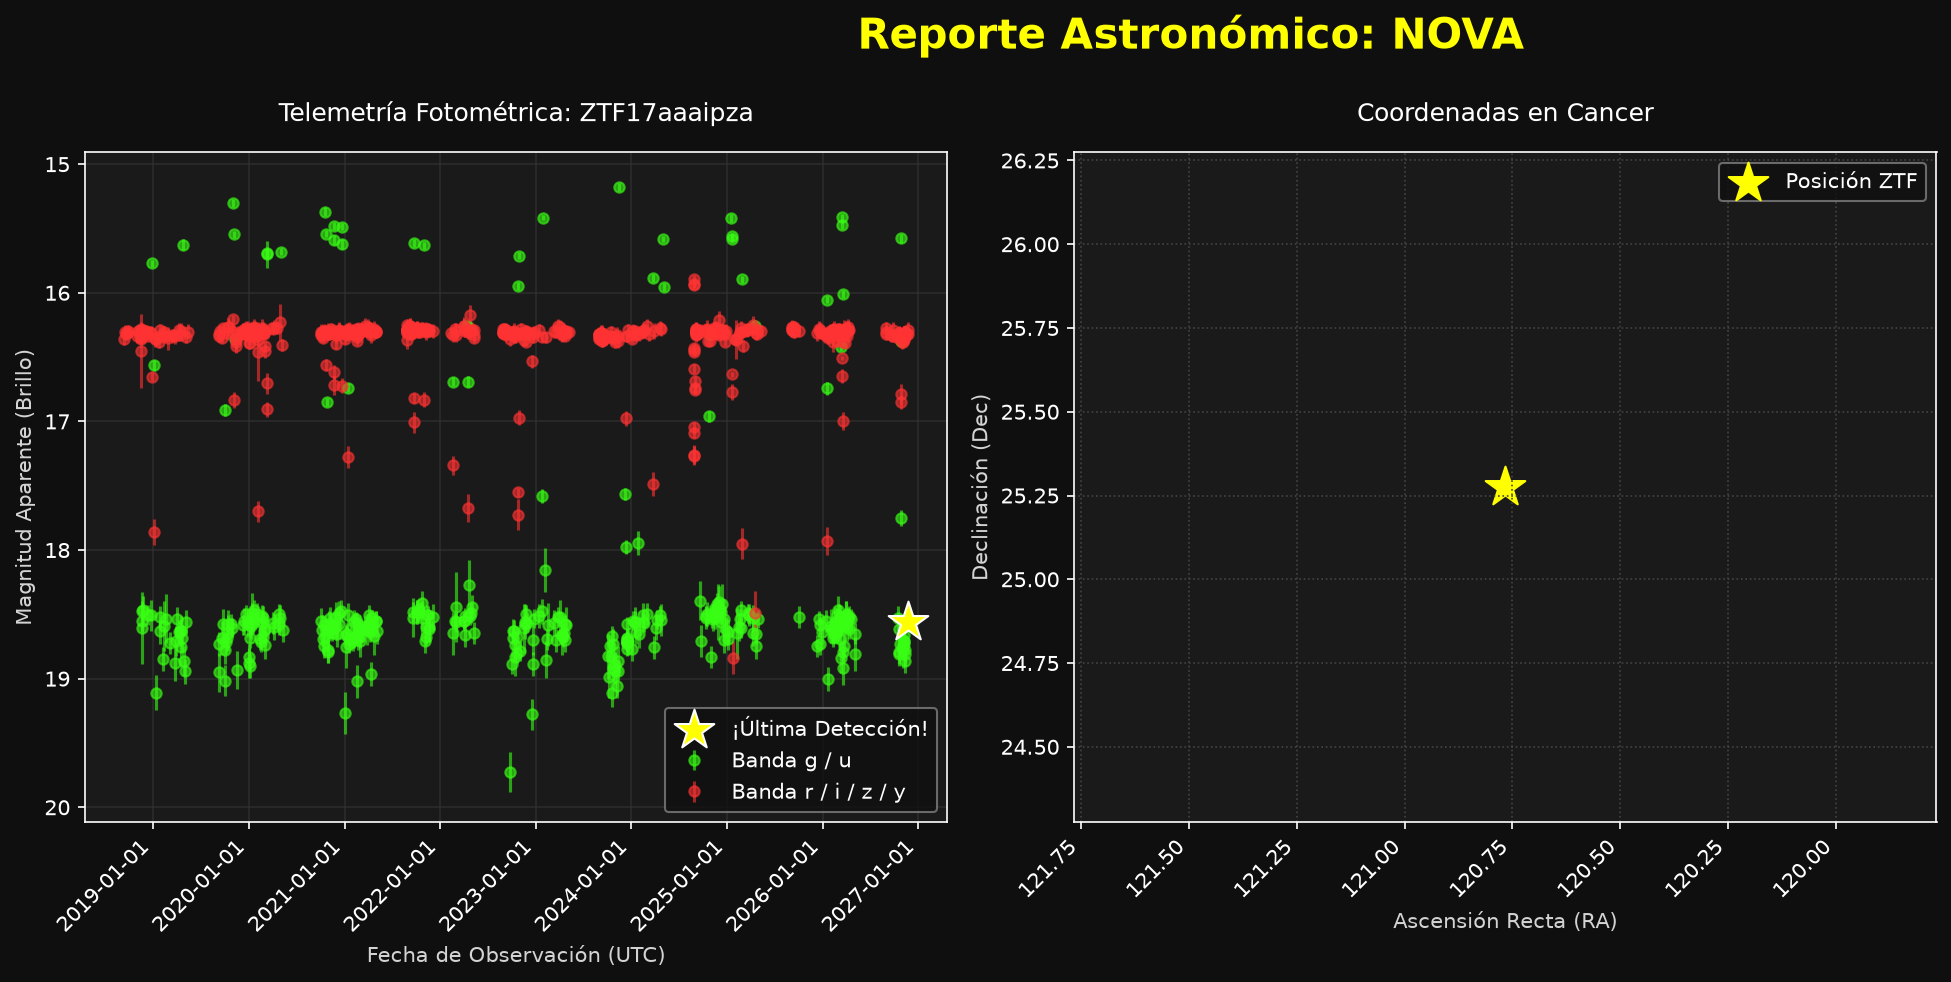 Reporte Astronómico: NOVA
Telemetría Fotométrica: ZTF17aaaipza
Magnitud Aparente (Brillo)
15
16
17
18
19
20
2019-01-01
2020-01-01
2021-01-01
2022-01-01
2023-01-01
2024-01-01
2025-01-01
2026-01-01
2027-01-01
Fecha de Observación (UTC)
¡Última Detección!
Banda g / u
Banda r / i / z / y
Coordenadas en Cancer
Declinación (Dec)
26.25
26.00
25.75
25.50
25.25
25.00
24.75
24.50
121.75
121.50
121.25
121.00
120.75
120.50
120.25
120.00
Ascensión Recta (RA)
Posición ZTF